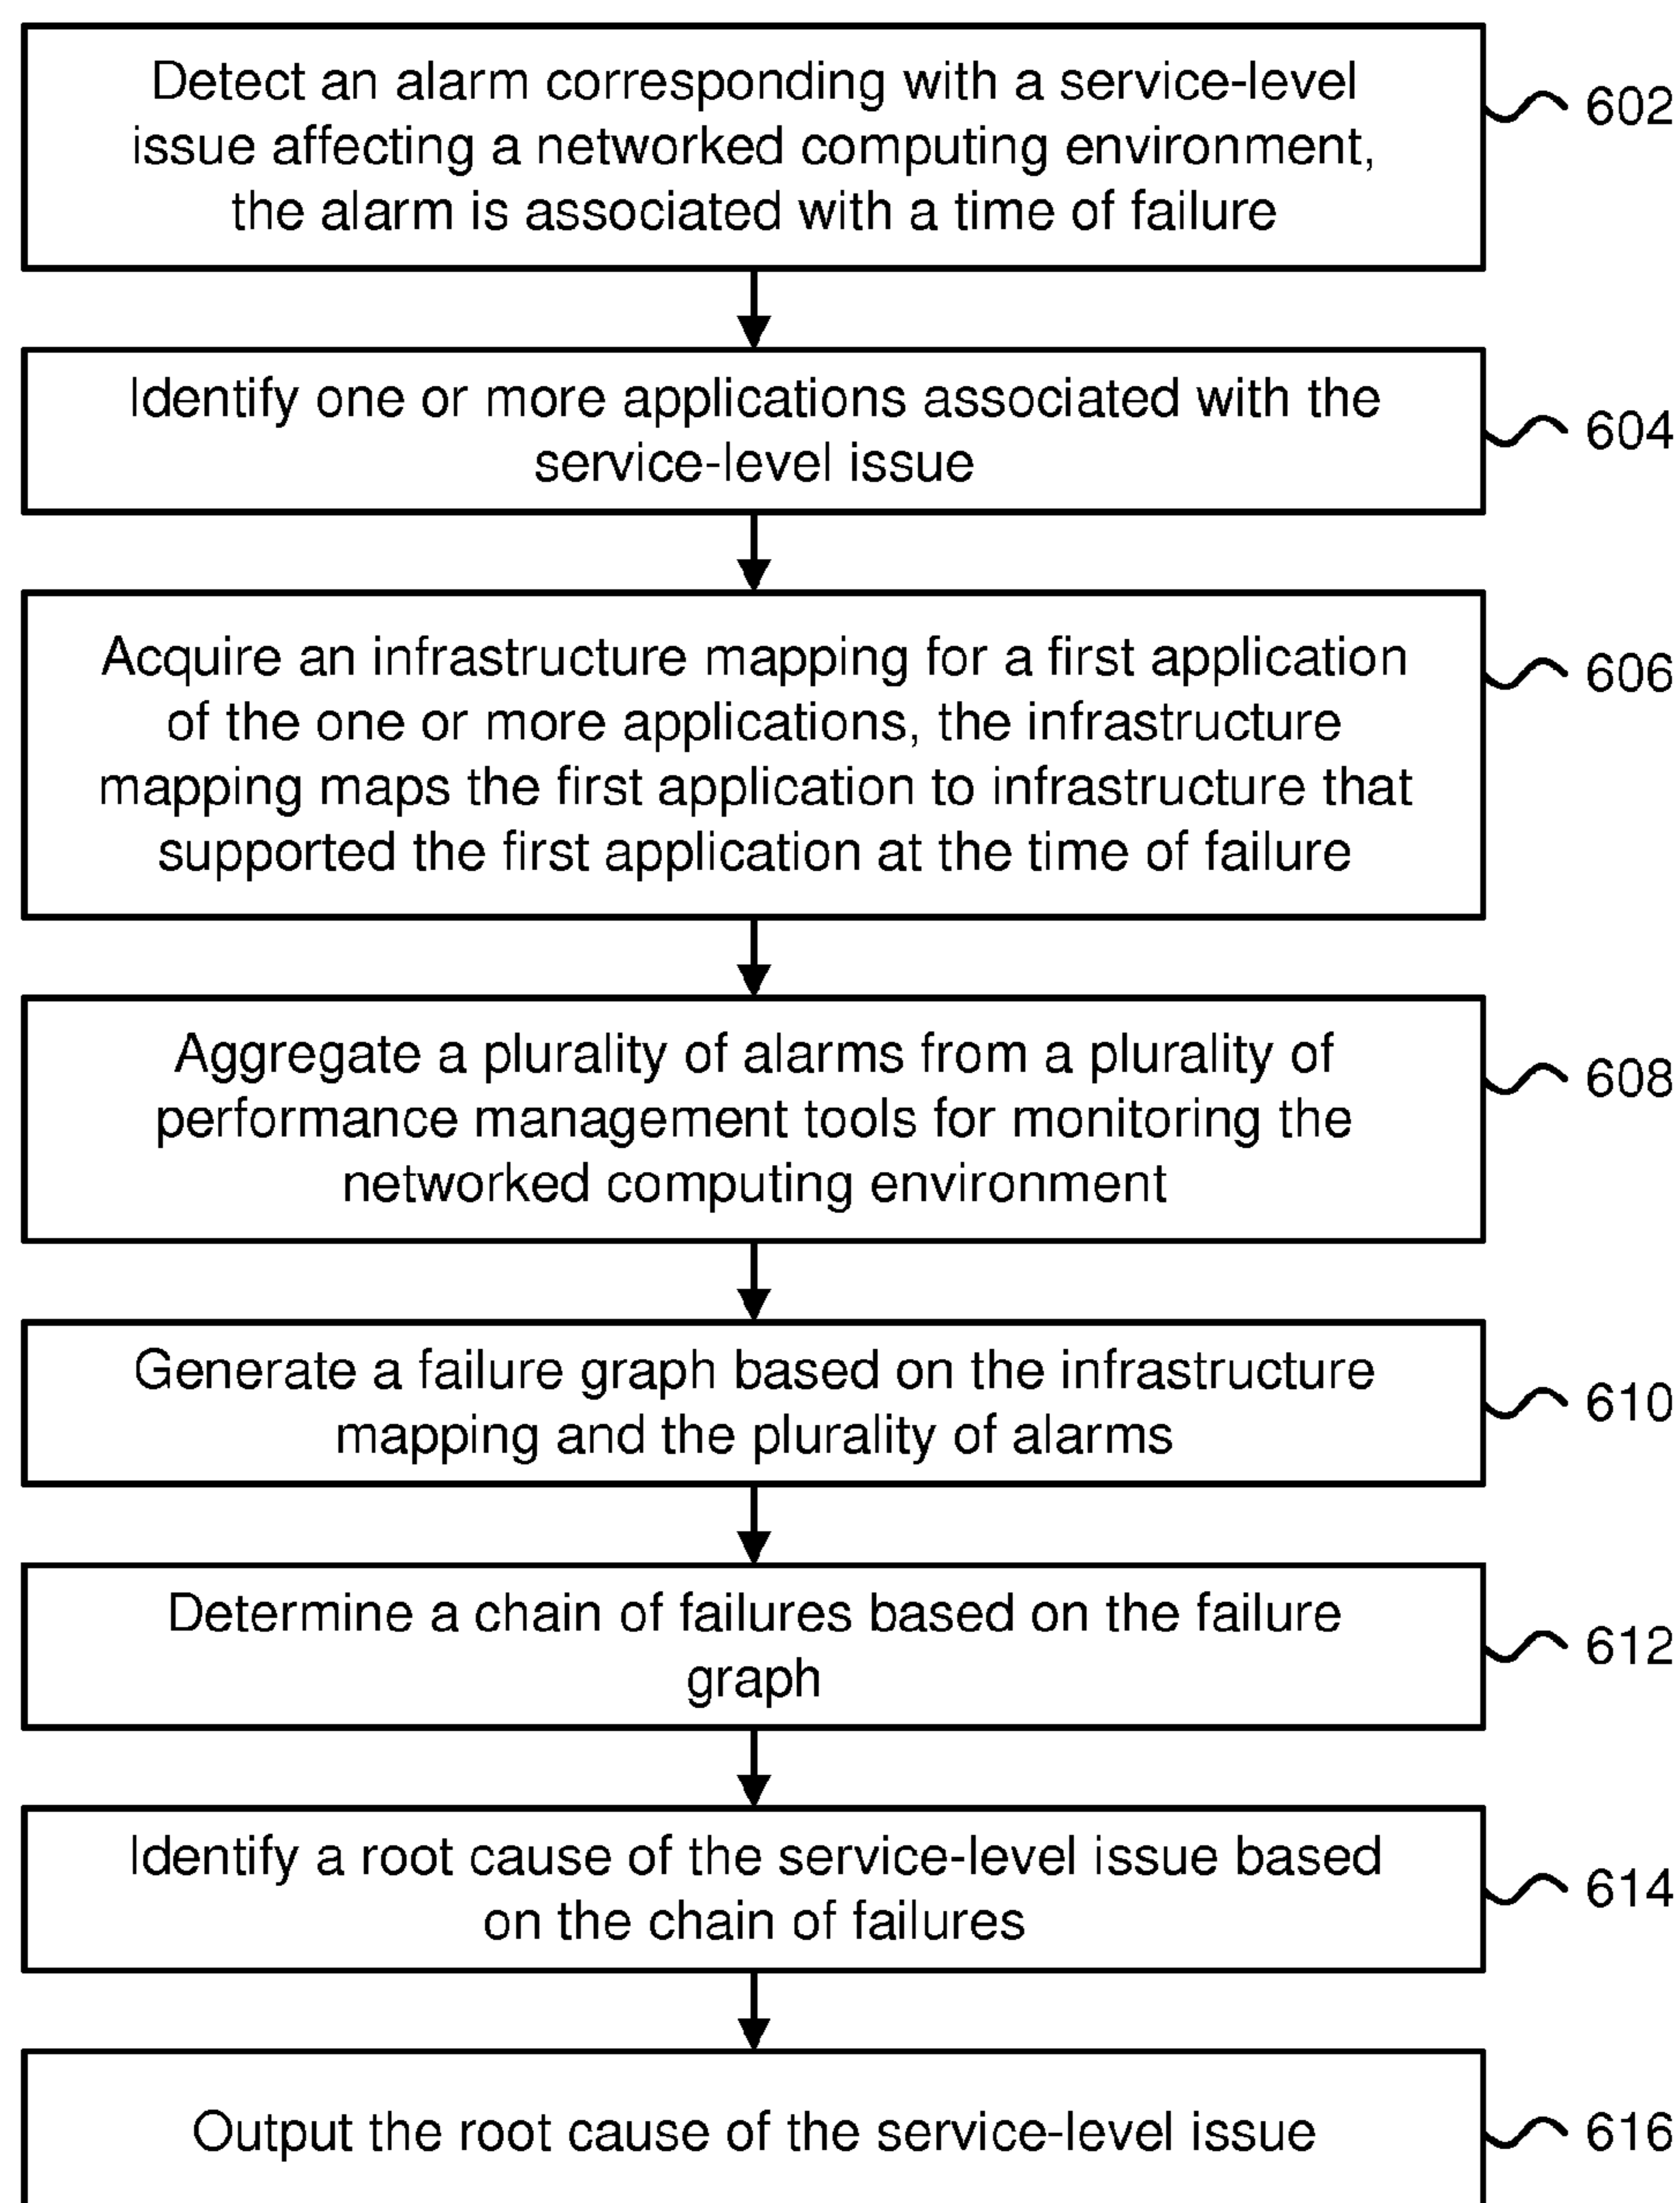 Detect an alarm corresponding with a service-level
issue affecting a networked computing environment,
the alarm is associated with a time of failure
602
Identify one or more applications associated with the
service-level issue
604
Acquire an infrastructure mapping for a first application
of the one or more applications, the infrastructure
mapping maps the first application to infrastructure that
supported the first application at the time of failure
606
Aggregate a plurality of alarms from a plurality of
performance management tools for monitoring the
networked computing environment
608
Generate a failure graph based on the infrastructure
mapping and the plurality of alarms
610
Determine a chain of failures based on the failure
graph
612
Identify a root cause of the service-level issue based
on the chain of failures
614
Output the root cause of the service-level issue
616